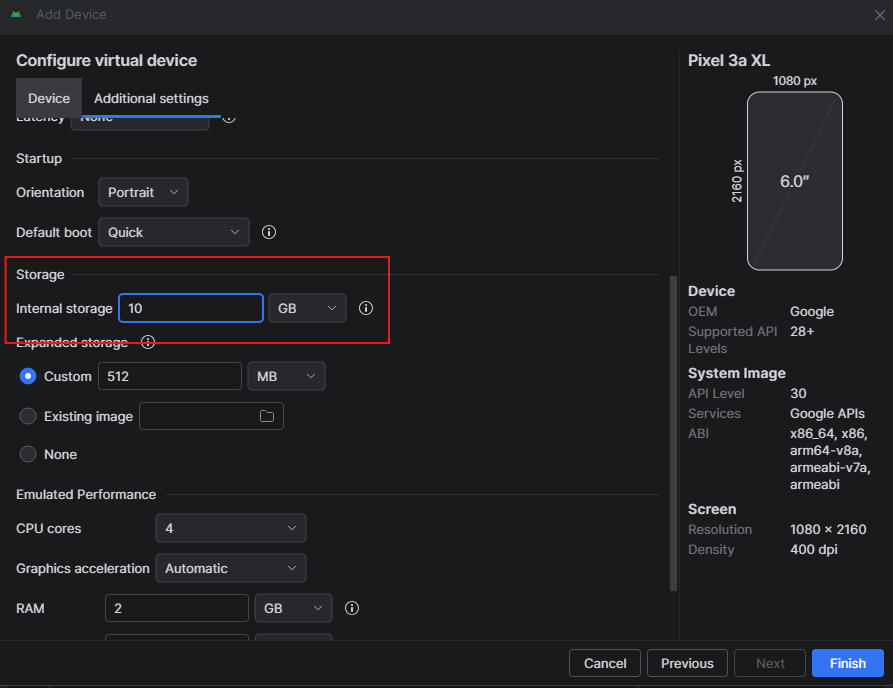 Add Device
Configure virtual device
Device Additional settings
Latency None
Startup
Orientation Portrait
Default boot Quick
Storage
Internal storage 10 GB
Expanded storage
Custom 512 MB
Existing image
None
Emulated Performance
CPU cores 4
Graphics acceleration Automatic
RAM 2 GB
Pixel 3a XL
1080 px
2160 px
6.0″
Device
OEM Google
Supported API 28+
Levels
System Image
API Level 30
Services Google APIs
ABI x86_64, x86,
arm64-v8a,
armeabi-v7a,
armeabi
Screen
Resolution 1080 × 2160
Density 400 dpi
Cancel Previous Next Finish